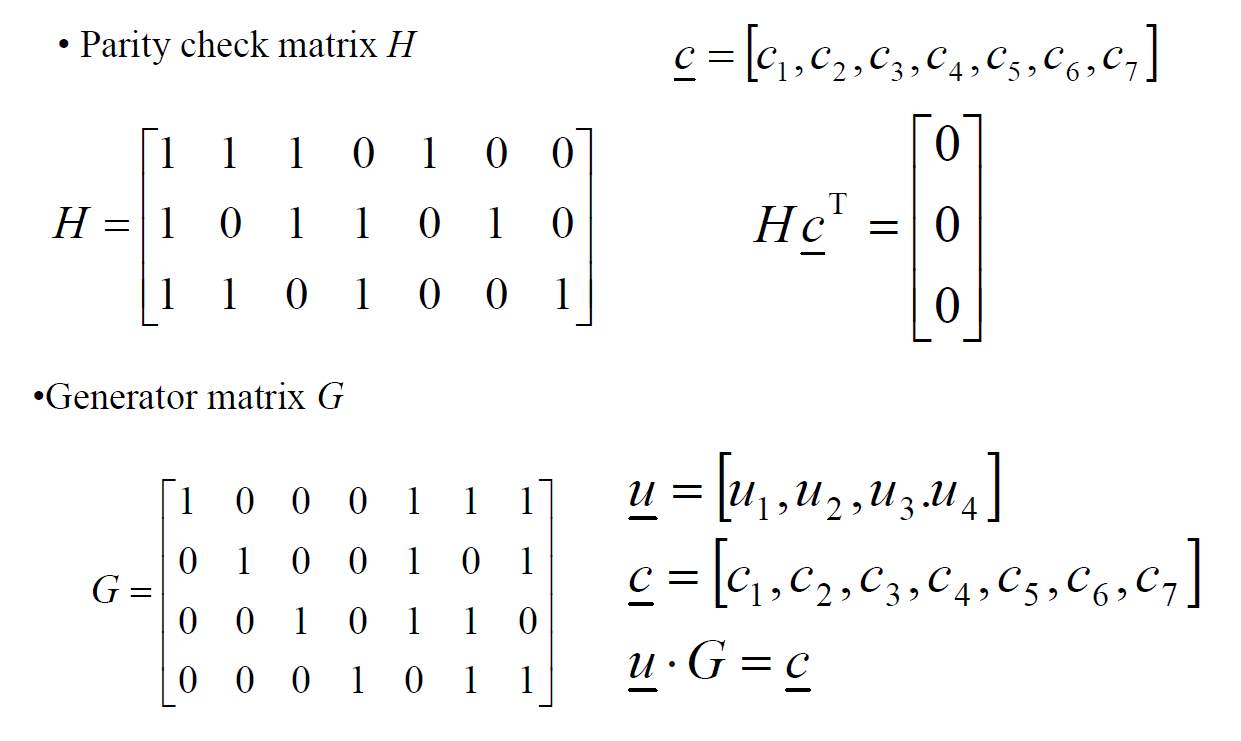 • Parity check matrix H
c = [c₁, c₂, c₃, c₄, c₅, c₆, c₇]
H = [1 1 1 0 1 0 0
1 0 1 1 0 1 0
1 1 0 1 0 0 1]
H cᵀ = [0
0
0]
•Generator matrix G
G = [1 0 0 0 1 1 1
0 1 0 0 1 0 1
0 0 1 0 1 1 0
0 0 0 1 0 1 1]
u = [u₁, u₂, u₃.u₄]
c = [c₁, c₂, c₃, c₄, c₅, c₆, c₇]
u · G = c